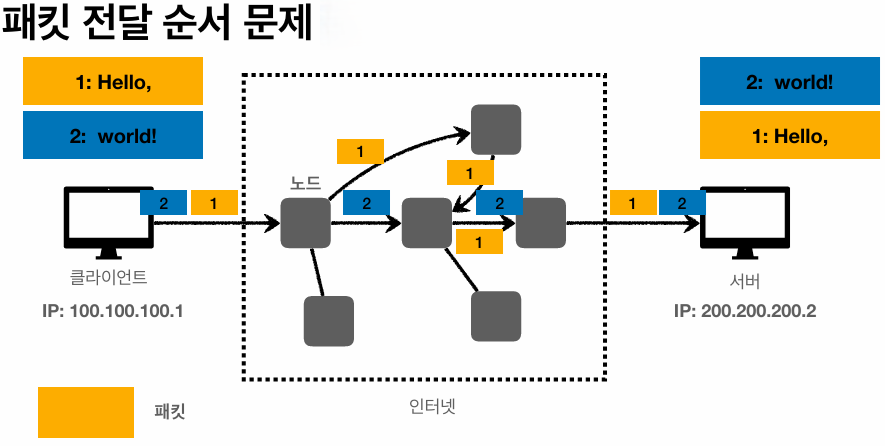 패킷 전달 순서 문제
1: Hello,
2:  world!
2:  world!
1: Hello,
1
1
노드
2
1
2
2
1
1
2
클라이언트
IP: 100.100.100.1
서버
IP: 200.200.200.2
패킷
인터넷